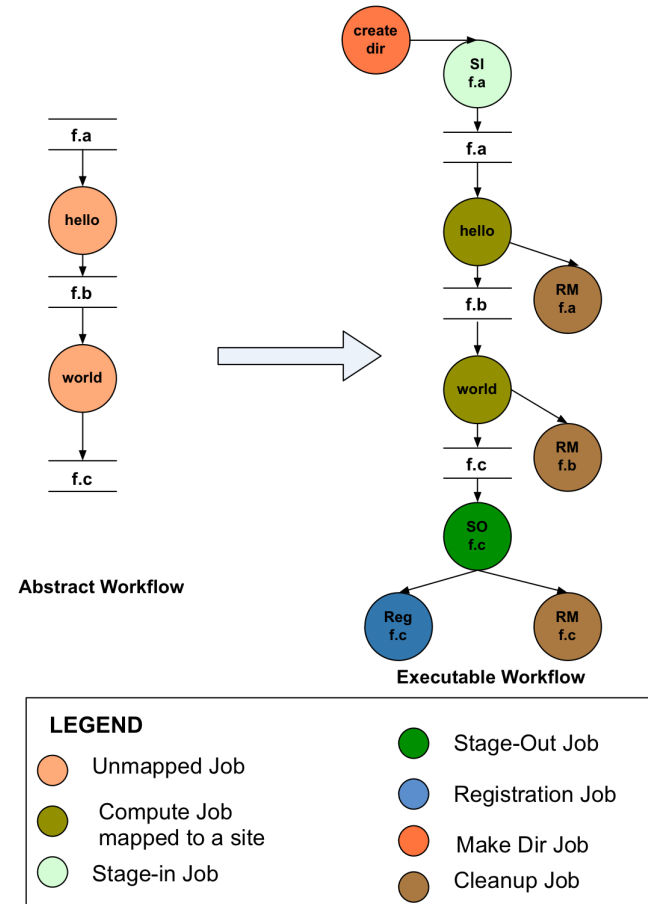 f.a
hello
f.b
world
f.c
Abstract Workflow
create
dir
SI
f.a
f.a
hello
RM
f.a
f.b
world
RM
f.b
f.c
SO
f.c
Reg
f.c
RM
f.c
Executable Workflow
LEGEND
Unmapped Job
Compute Job
mapped to a site
Stage-in Job
Stage-Out Job
Registration Job
Make Dir Job
Cleanup Job